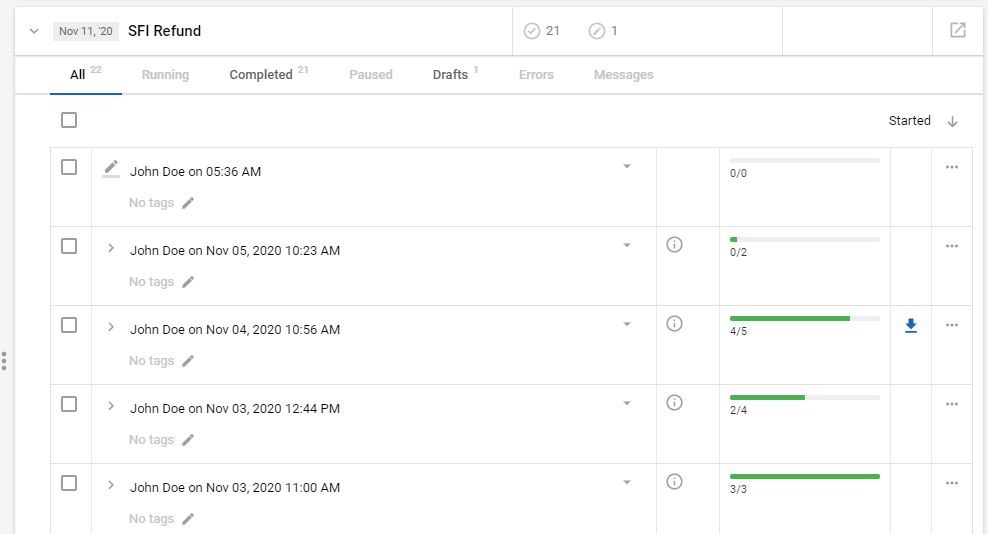 Nov 11, '20 SFI Refund 21 1
All 22 Running Completed 21 Paused Drafts 1 Errors Messages
Started
John Doe on 05:36 AM 0/0
No tags
John Doe on Nov 05, 2020 10:23 AM 0/2
No tags
John Doe on Nov 04, 2020 10:56 AM 4/5
No tags
John Doe on Nov 03, 2020 12:44 PM 2/4
No tags
John Doe on Nov 03, 2020 11:00 AM 3/3
No tags